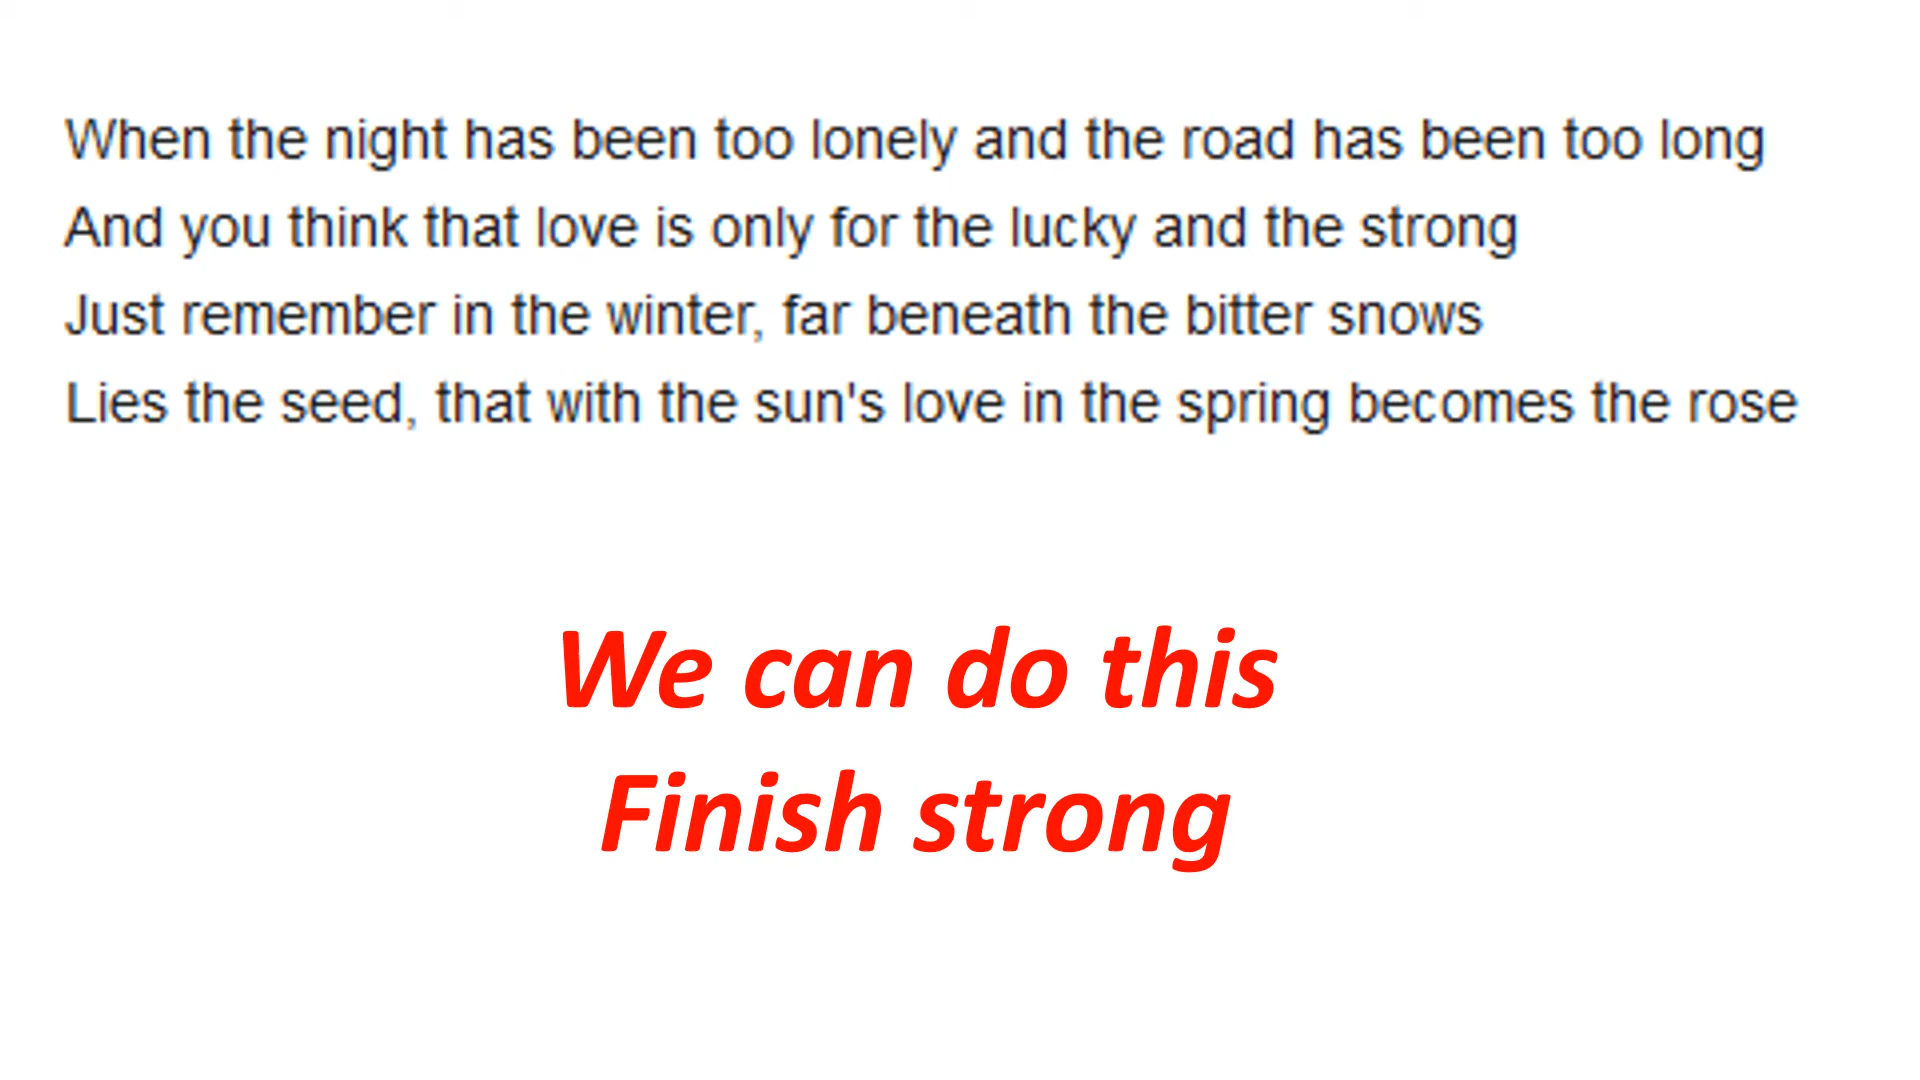 When the night has been too lonely and the road has been too long
And you think that love is only for the lucky and the strong
Just remember in the winter, far beneath the bitter snows
Lies the seed, that with the sun's love in the spring becomes the rose
We can do this
Finish strong